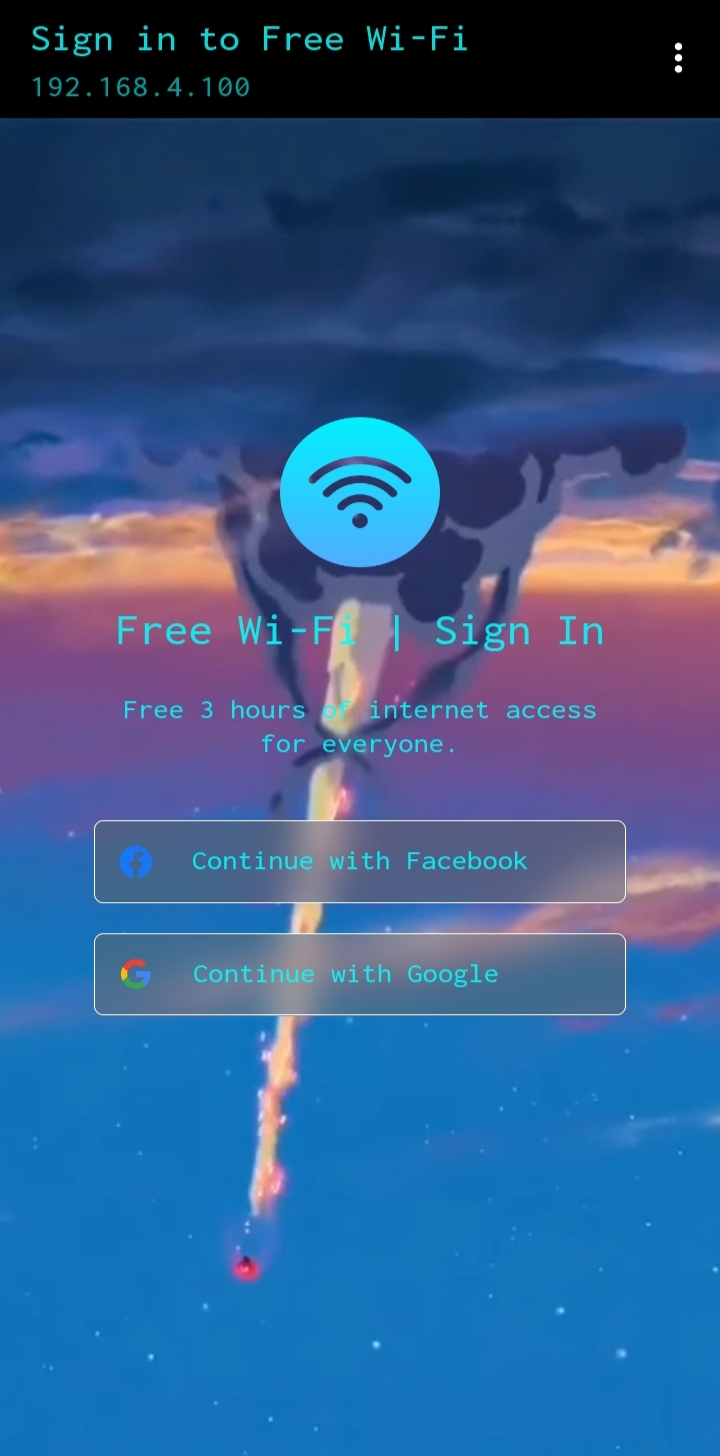 Sign in to Free Wi-Fi
192.168.4.100
Free Wi-Fi | Sign In
Free 3 hours of internet access
for everyone.
Continue with Facebook
Continue with Google